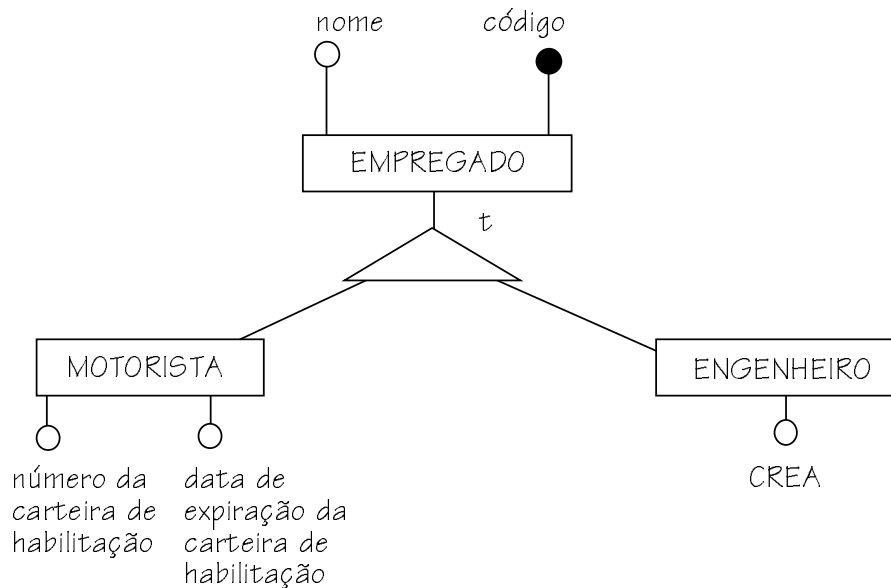 nome código
EMPREGADO
t
MOTORISTA
ENGENHEIRO
número da
carteira de
habilitação
data de
expiração da
carteira de
habilitação
CREA